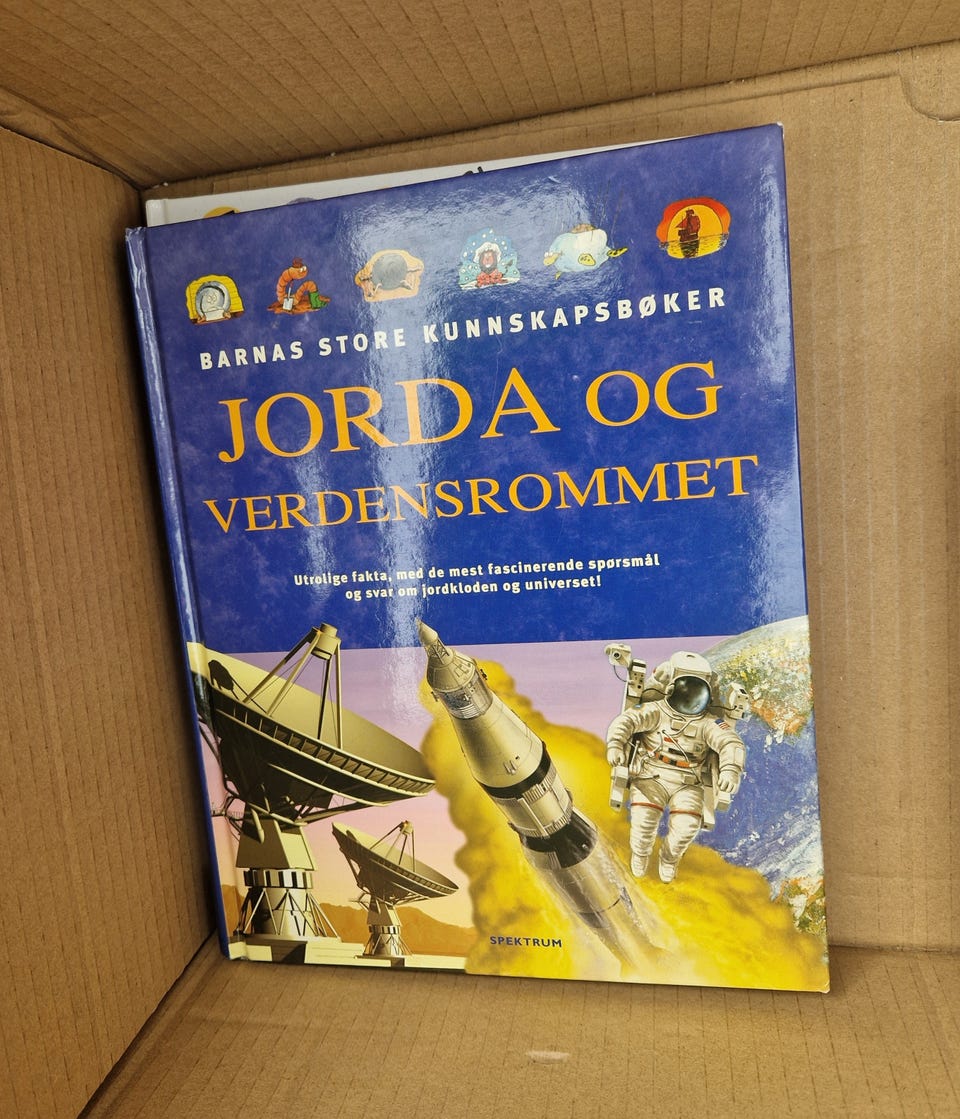 BARNAS STORE KUNNSKAPSBØKER
JORDA OG
VERDENSROMMET
Utrolige fakta, med de mest fascinerende spørsmål
og svar om jordkloden og universet!
SPEKTRUM